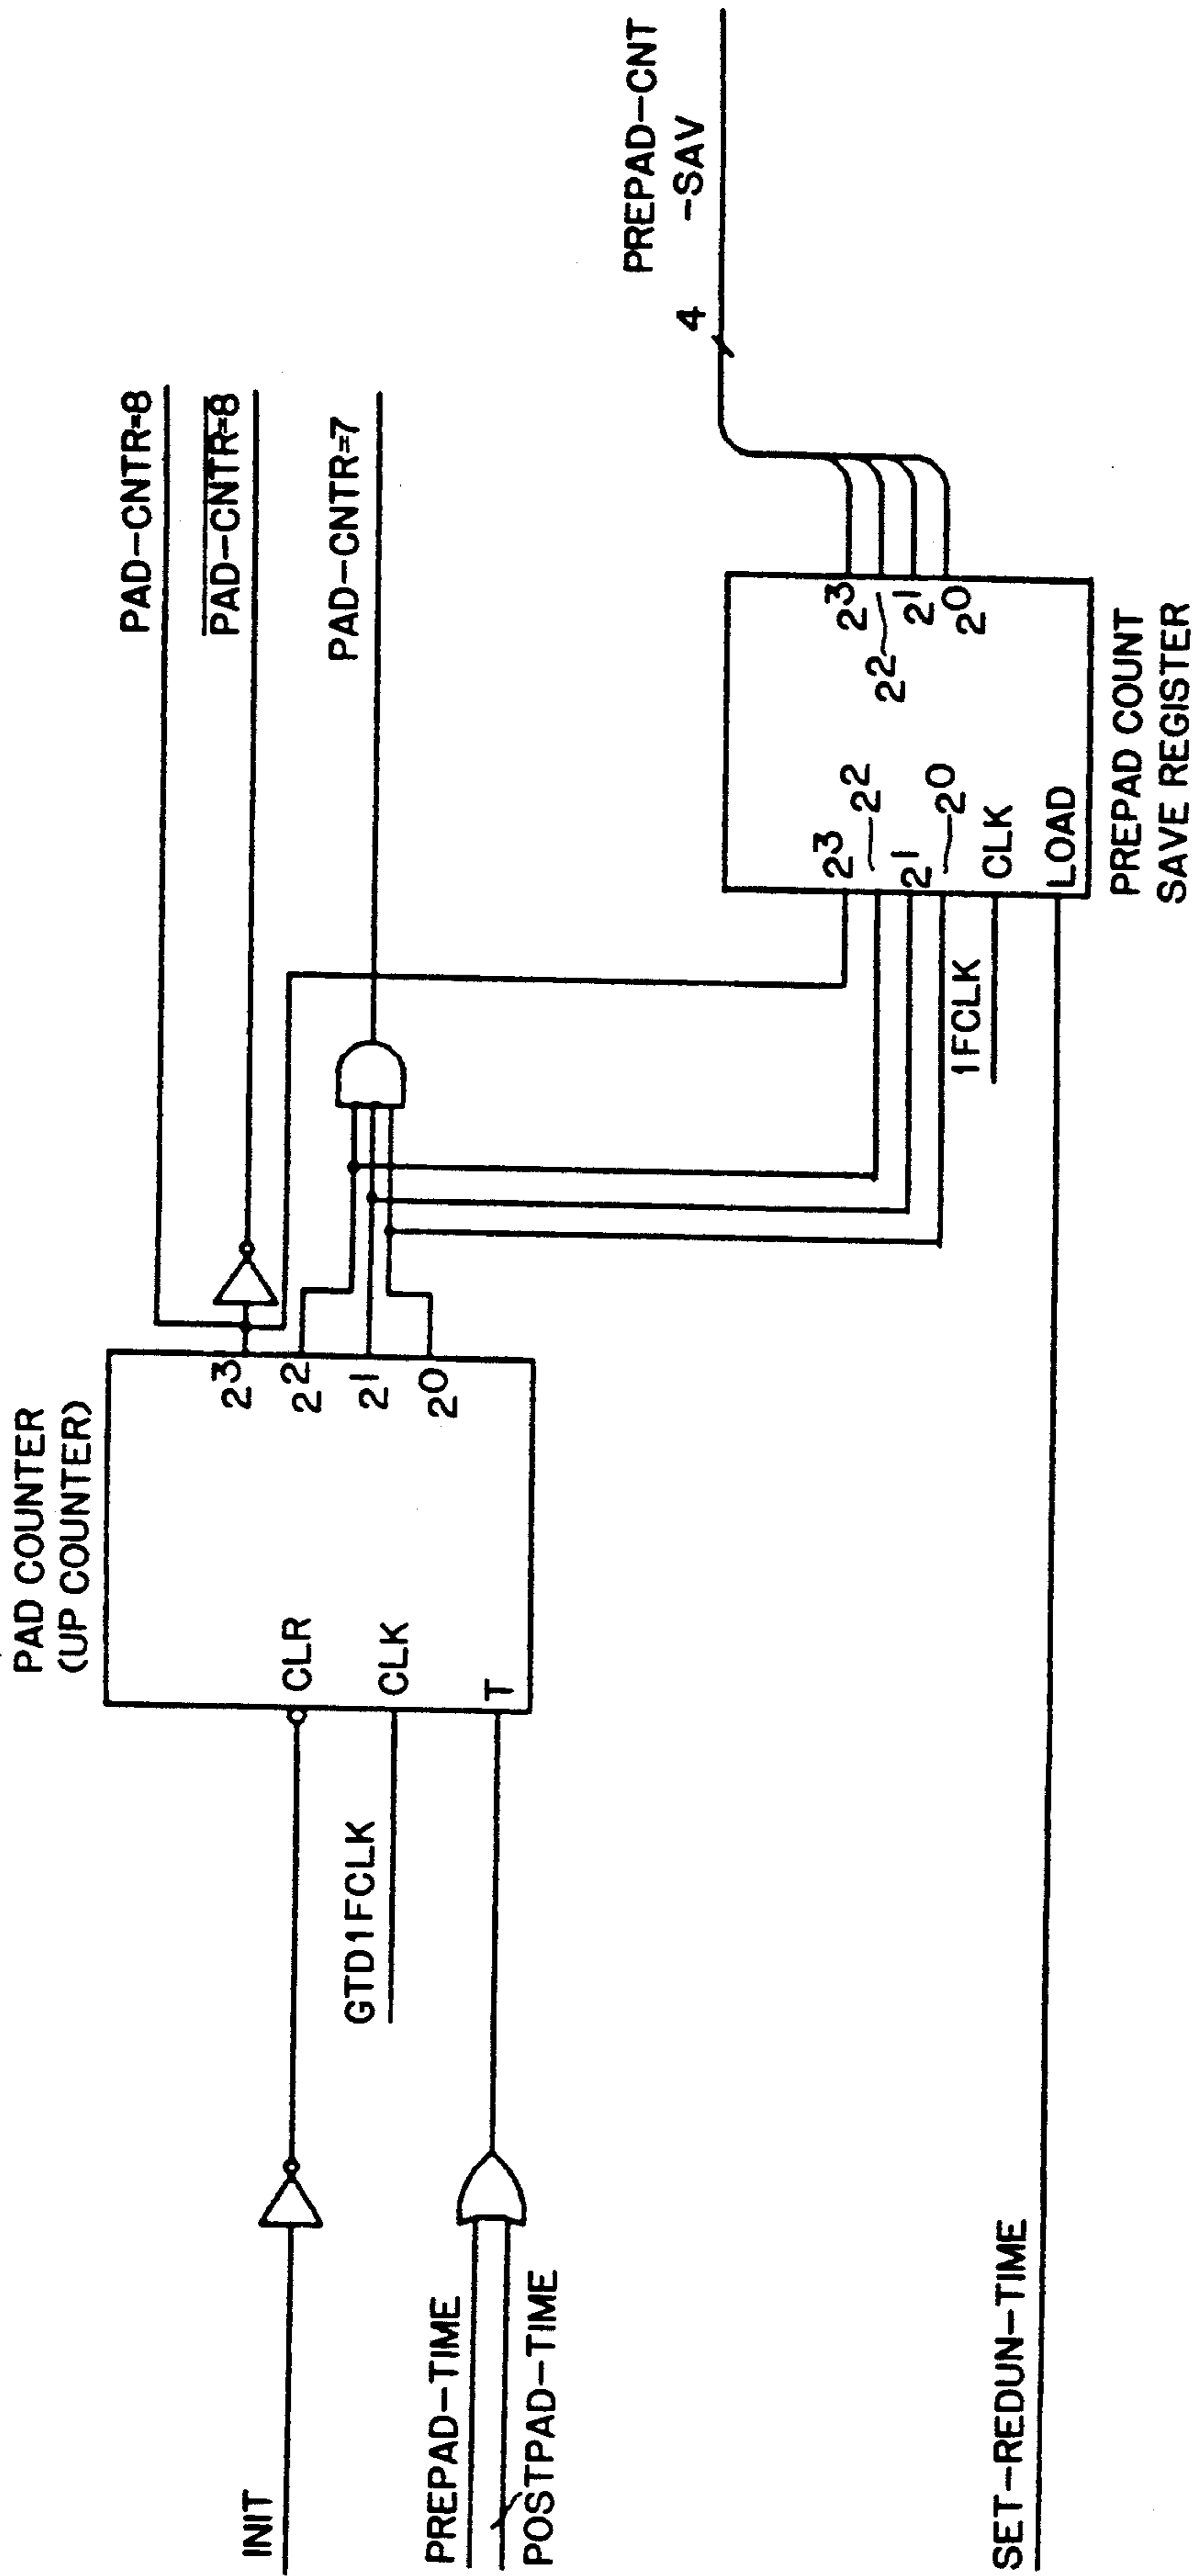 PAD COUNTER
(UP COUNTER)
INIT
CLR
GTD1FCLK
CLK
PREPAD-TIME
POSTPAD-TIME
T
2³
2²
2¹
2⁰
PAD-CNTR=8
P̅A̅D̅-̅C̅N̅T̅R̅=̅8̅
PAD-CNTR=7
SET-REDUN-TIME
1FCLK
2³
2²
2¹
2⁰
CLK
LOAD
2³
2²
2¹
2⁰
PREPAD COUNT
SAVE REGISTER
4
PREPAD-CNT
-SAV